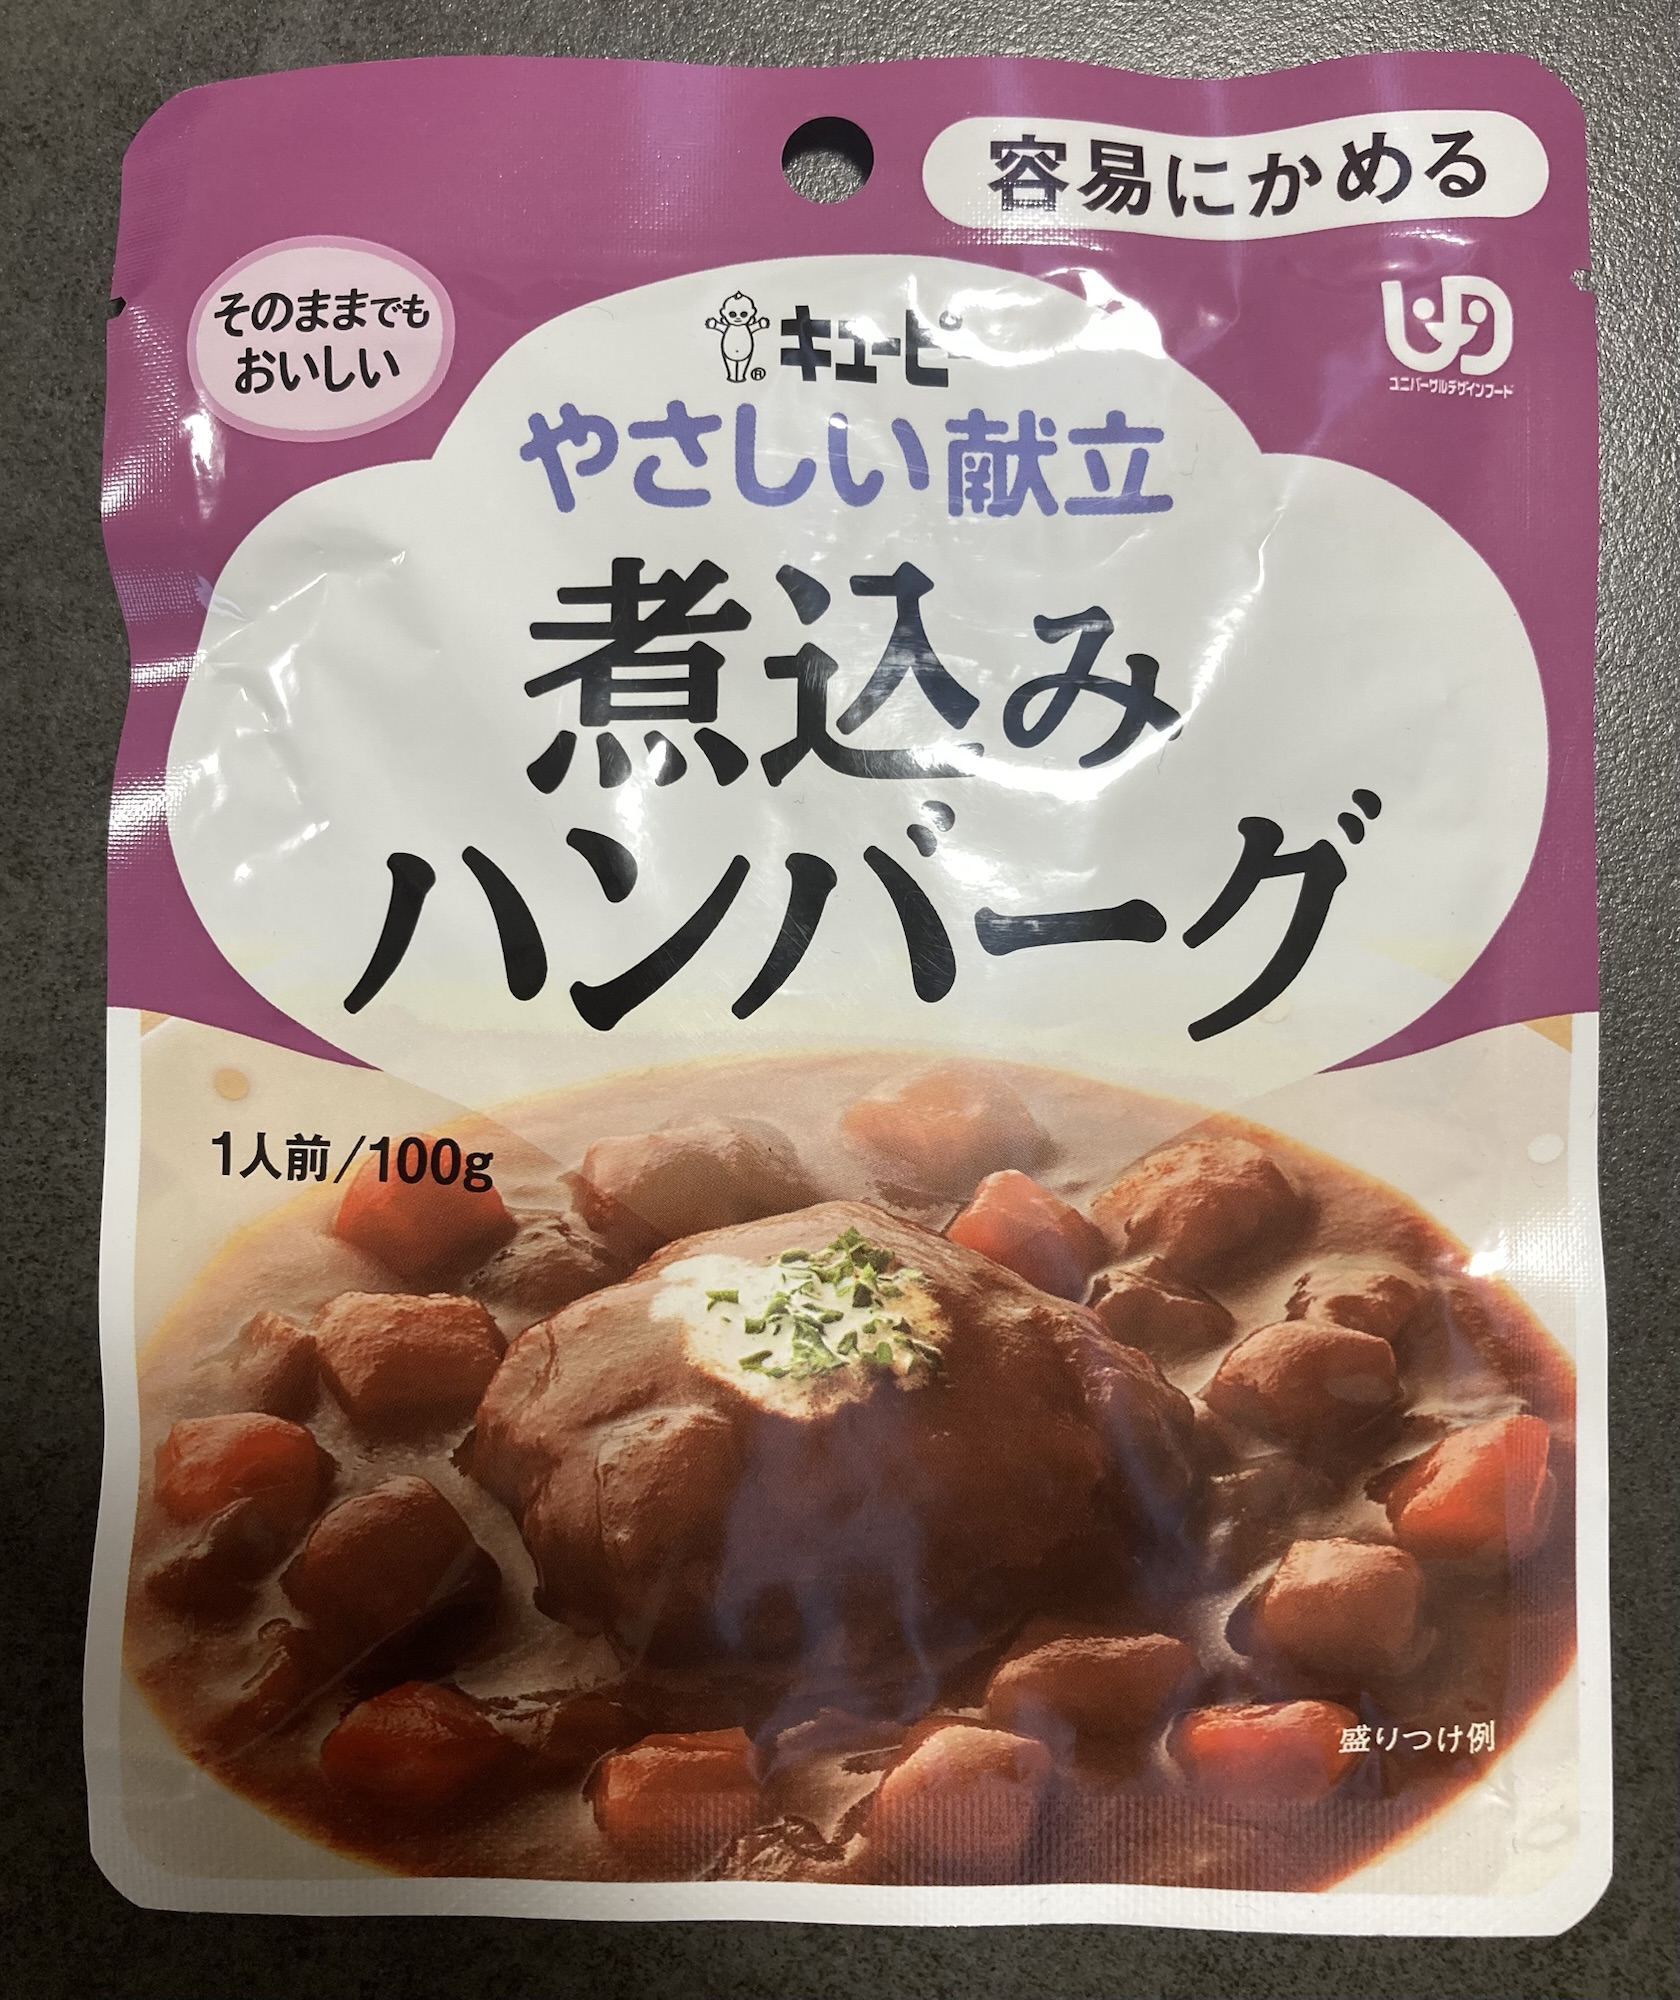 容易にかめる
そのままでも
おいしい
キユーピー
ユニバーサルデザインフード
やさしい献立
煮込み
ハンバーグ
1人前/100g
盛りつけ例